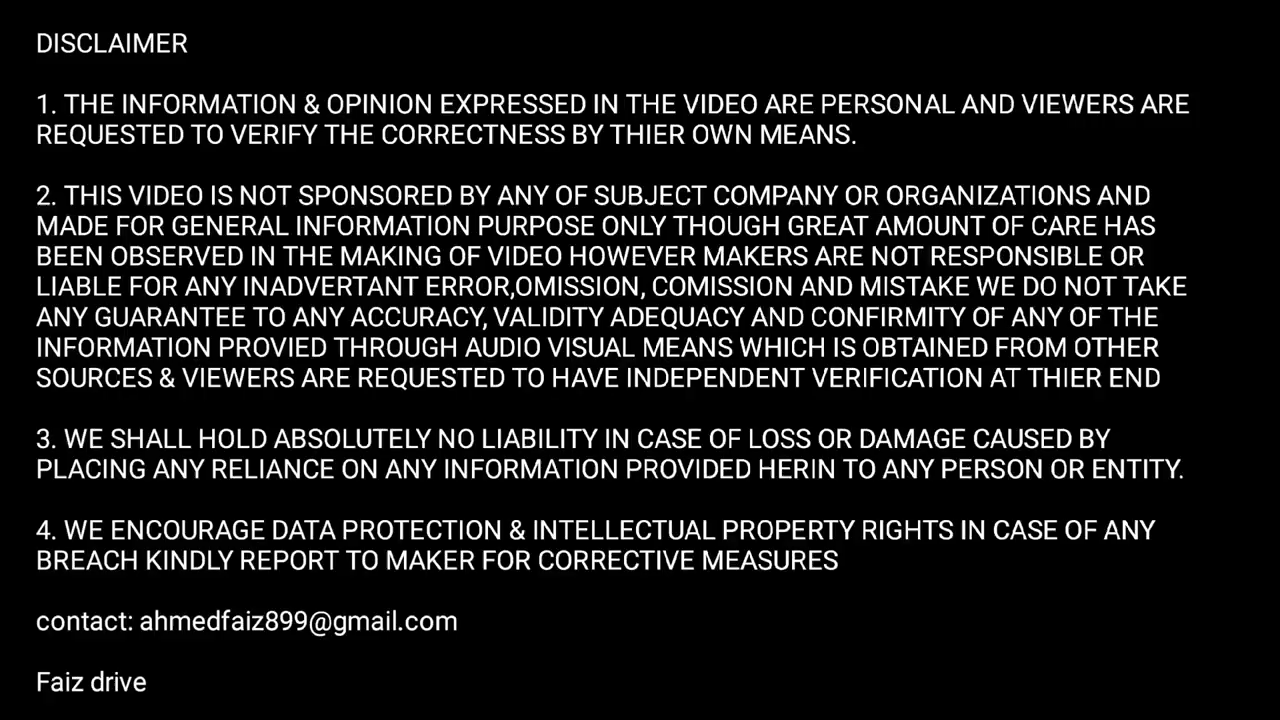 DISCLAIMER
1. THE INFORMATION & OPINION EXPRESSED IN THE VIDEO ARE PERSONAL AND VIEWERS ARE
REQUESTED TO VERIFY THE CORRECTNESS BY THIER OWN MEANS.
2. THIS VIDEO IS NOT SPONSORED BY ANY OF SUBJECT COMPANY OR ORGANIZATIONS AND
MADE FOR GENERAL INFORMATION PURPOSE ONLY THOUGH GREAT AMOUNT OF CARE HAS
BEEN OBSERVED IN THE MAKING OF VIDEO HOWEVER MAKERS ARE NOT RESPONSIBLE OR
LIABLE FOR ANY INADVERTANT ERROR,OMISSION, COMISSION AND MISTAKE WE DO NOT TAKE
ANY GUARANTEE TO ANY ACCURACY, VALIDITY ADEQUACY AND CONFIRMITY OF ANY OF THE
INFORMATION PROVIED THROUGH AUDIO VISUAL MEANS WHICH IS OBTAINED FROM OTHER
SOURCES & VIEWERS ARE REQUESTED TO HAVE INDEPENDENT VERIFICATION AT THIER END
3. WE SHALL HOLD ABSOLUTELY NO LIABILITY IN CASE OF LOSS OR DAMAGE CAUSED BY
PLACING ANY RELIANCE ON ANY INFORMATION PROVIDED HERIN TO ANY PERSON OR ENTITY.
4. WE ENCOURAGE DATA PROTECTION & INTELLECTUAL PROPERTY RIGHTS IN CASE OF ANY
BREACH KINDLY REPORT TO MAKER FOR CORRECTIVE MEASURES
contact: ahmedfaiz899@gmail.com
Faiz drive